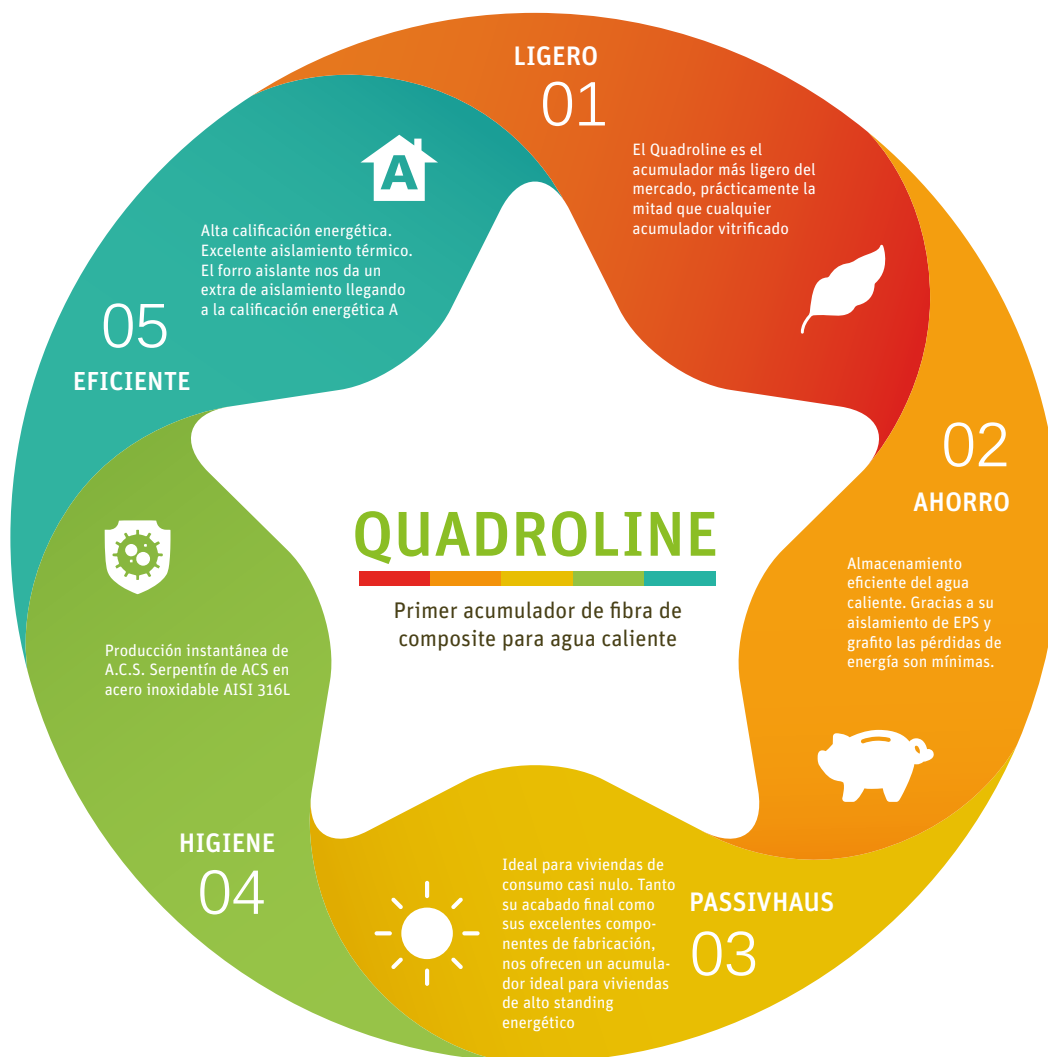 LIGERO
01
El Quadroline es el
acumulador más ligero del
mercado, prácticamente la
mitad que cualquier
acumulador vitrificado
02
AHORRO
Almacenamiento
eficiente del agua
caliente. Gracias a su
aislamiento de EPS y
grafito las pérdidas de
energía son mínimas.
PASSIVHAUS
03
Ideal para viviendas de
consumo casi nulo. Tanto
su acabado final como
sus excelentes compo-
nentes de fabricación,
nos ofrecen un acumula-
dor ideal para viviendas
de alto standing
energético
HIGIENE
04
Producción instantánea de
A.C.S. Serpentín de ACS en
acero inoxidable AISI 316L
05
EFICIENTE
A
Alta calificación energética.
Excelente aislamiento térmico.
El forro aislante nos da un
extra de aislamiento llegando
a la calificación energética A
QUADROLINE
Primer acumulador de fibra de
composite para agua caliente